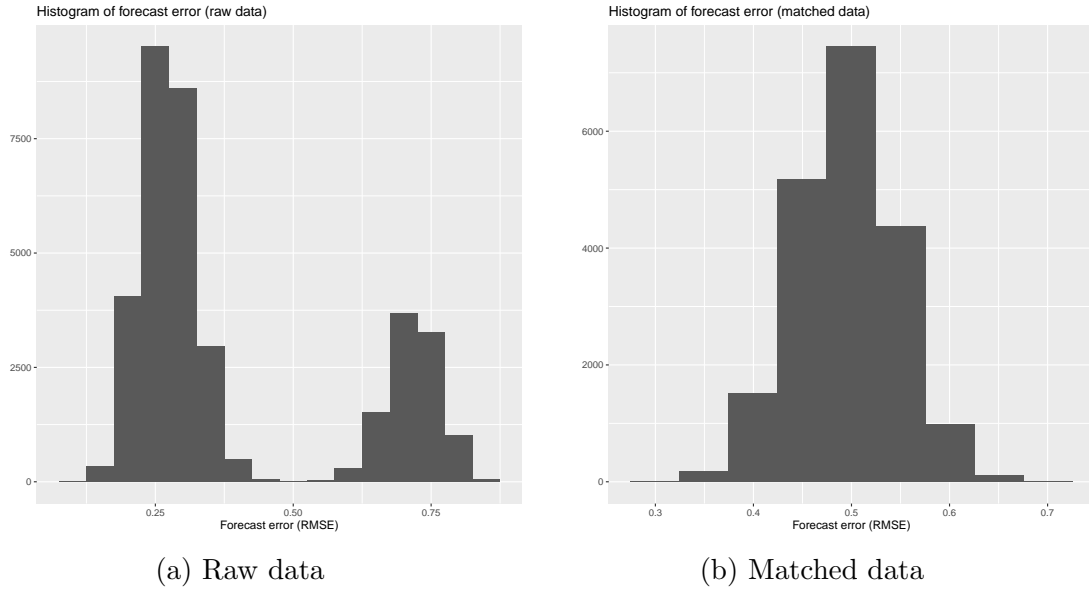 Histogram of forecast error (raw data)
7500
5000
2500
0
0.25 0.50 0.75
Forecast error (RMSE)
(a) Raw data
Histogram of forecast error (matched data)
6000
4000
2000
0
0.3 0.4 0.5 0.6 0.7
Forecast error (RMSE)
(b) Matched data